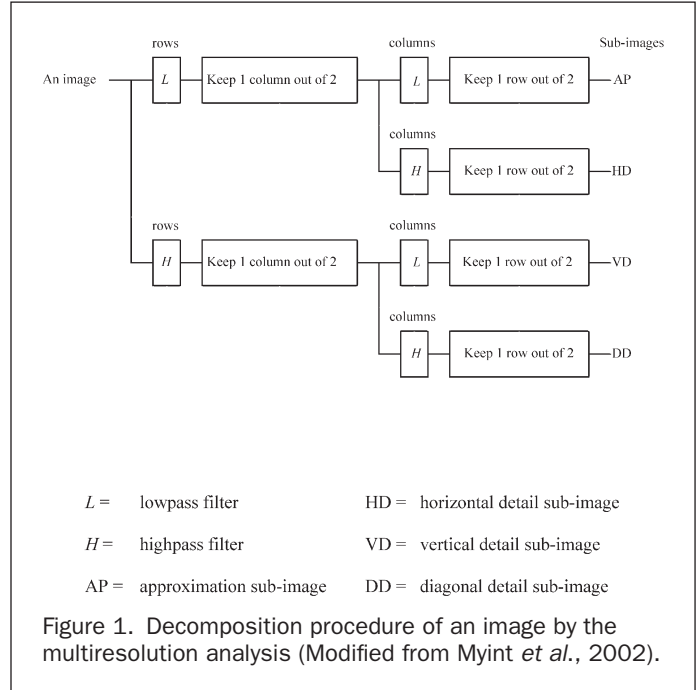 rows columns Sub-images
An image L Keep 1 column out of 2 L Keep 1 row out of 2 AP
columns
H Keep 1 row out of 2 HD
rows columns
H Keep 1 column out of 2 L Keep 1 row out of 2 VD
columns
H Keep 1 row out of 2 DD
L = lowpass filter HD = horizontal detail sub-image
H = highpass filter VD = vertical detail sub-image
AP = approximation sub-image DD = diagonal detail sub-image
Figure 1. Decomposition procedure of an image by the
multiresolution analysis (Modified from Myint et al., 2002).